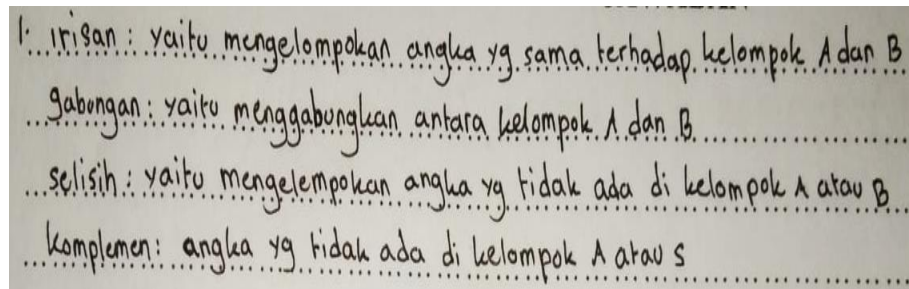 1. irisan : yaitu mengelompokan angka yg sama terhadap kelompok A dan B
gabungan : yaitu menggabungkan antara kelompok A dan B
selisih : yaitu mengelempokan angka yg tidak ada di kelompok A atau B
Komplemen : angka yg tidak ada di kelompok A atau S